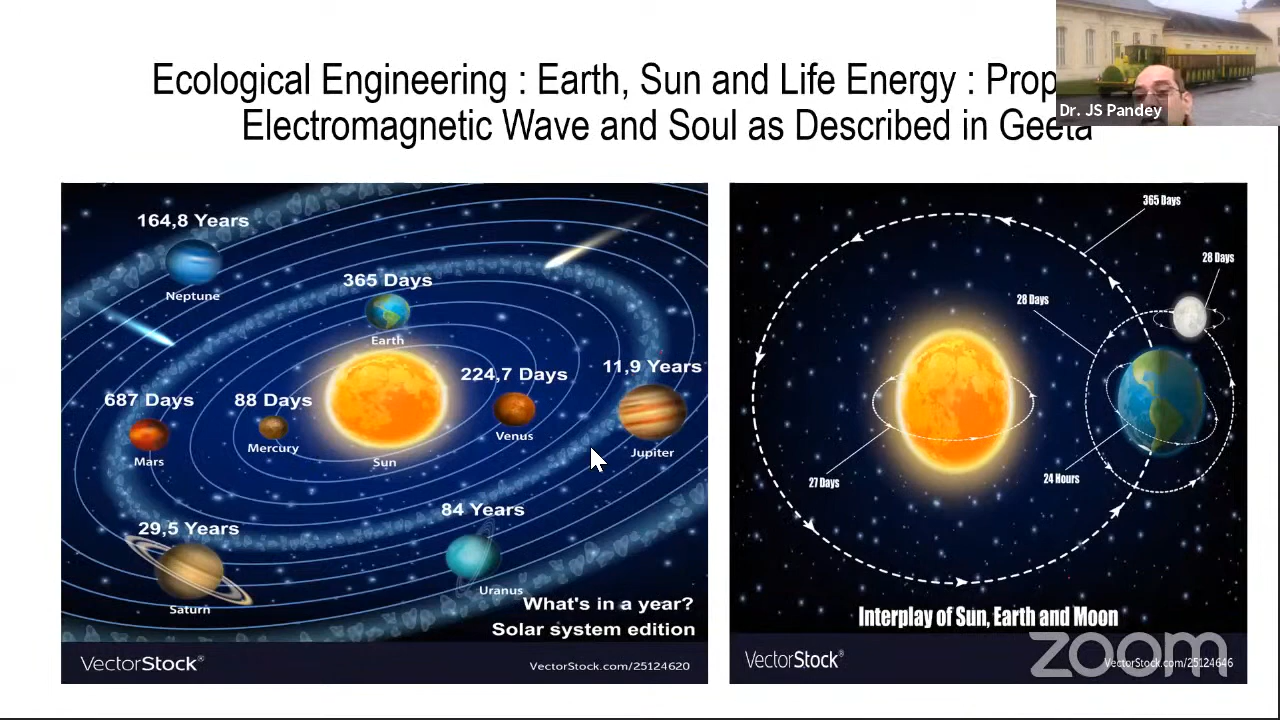 Ecological Engineering : Earth, Sun and Life Energy : Prop
Electromagnetic Wave and Soul as Described in Geeta
Dr. JS Pandey
164,8 Years
Neptune
365 Days
Earth
11,9 Years
Jupiter
224,7 Days
Venus
687 Days
Mars
88 Days
Mercury
Sun
84 Years
Uranus
29,5 Years
Saturn
What's in a year?
Solar system edition
VectorStock®
VectorStock.com/25124620
365 Days
28 Days
28 Days
27 Days
24 Hours
Interplay of Sun, Earth and Moon
VectorStock®
VectorStock.com/25124646
zoom